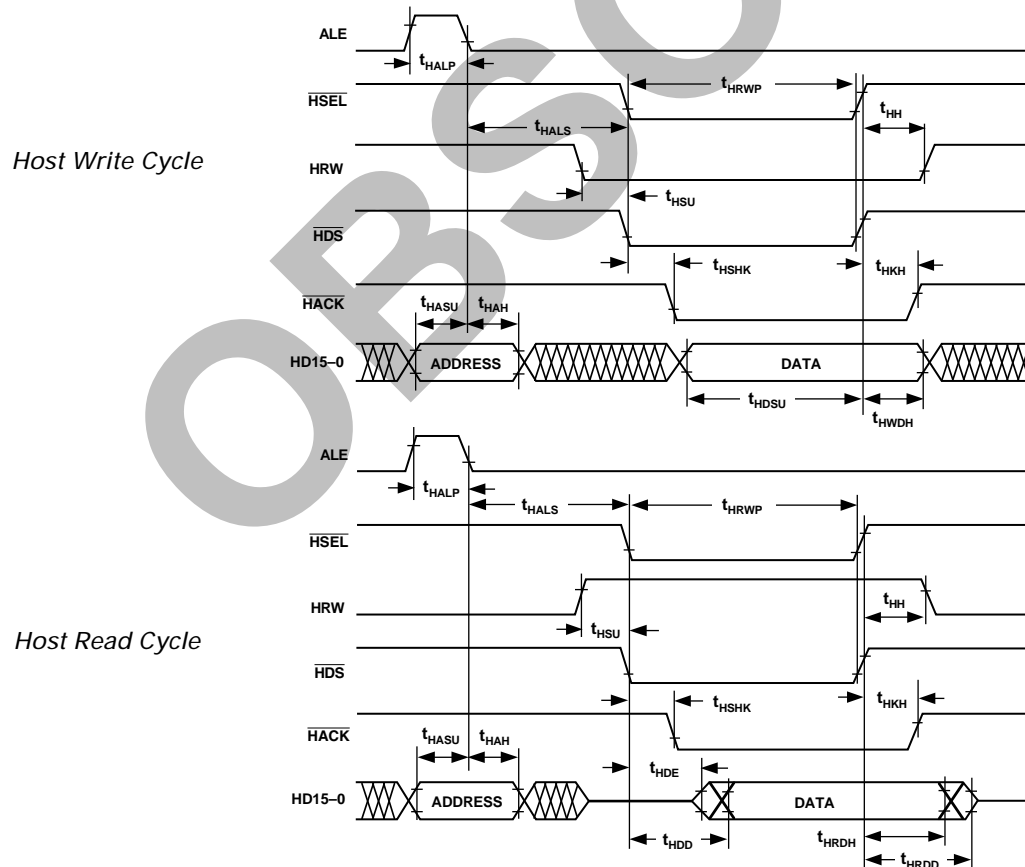 OBSO
Host Write Cycle
ALE
tHALP
HSEL
tHRWP
tHALS
tHH
HRW
tHSU
HDS
tHSHK
tHKH
HACK
tHASU
tHAH
HD15–0
ADDRESS
DATA
tHDSU
tHWDH
Host Read Cycle
ALE
tHALP
tHALS
tHRWP
HSEL
HRW
tHH
tHSU
HDS
tHSHK
tHKH
HACK
tHASU
tHAH
tHDE
HD15–0
ADDRESS
DATA
tHDD
tHRDH
tHRDD